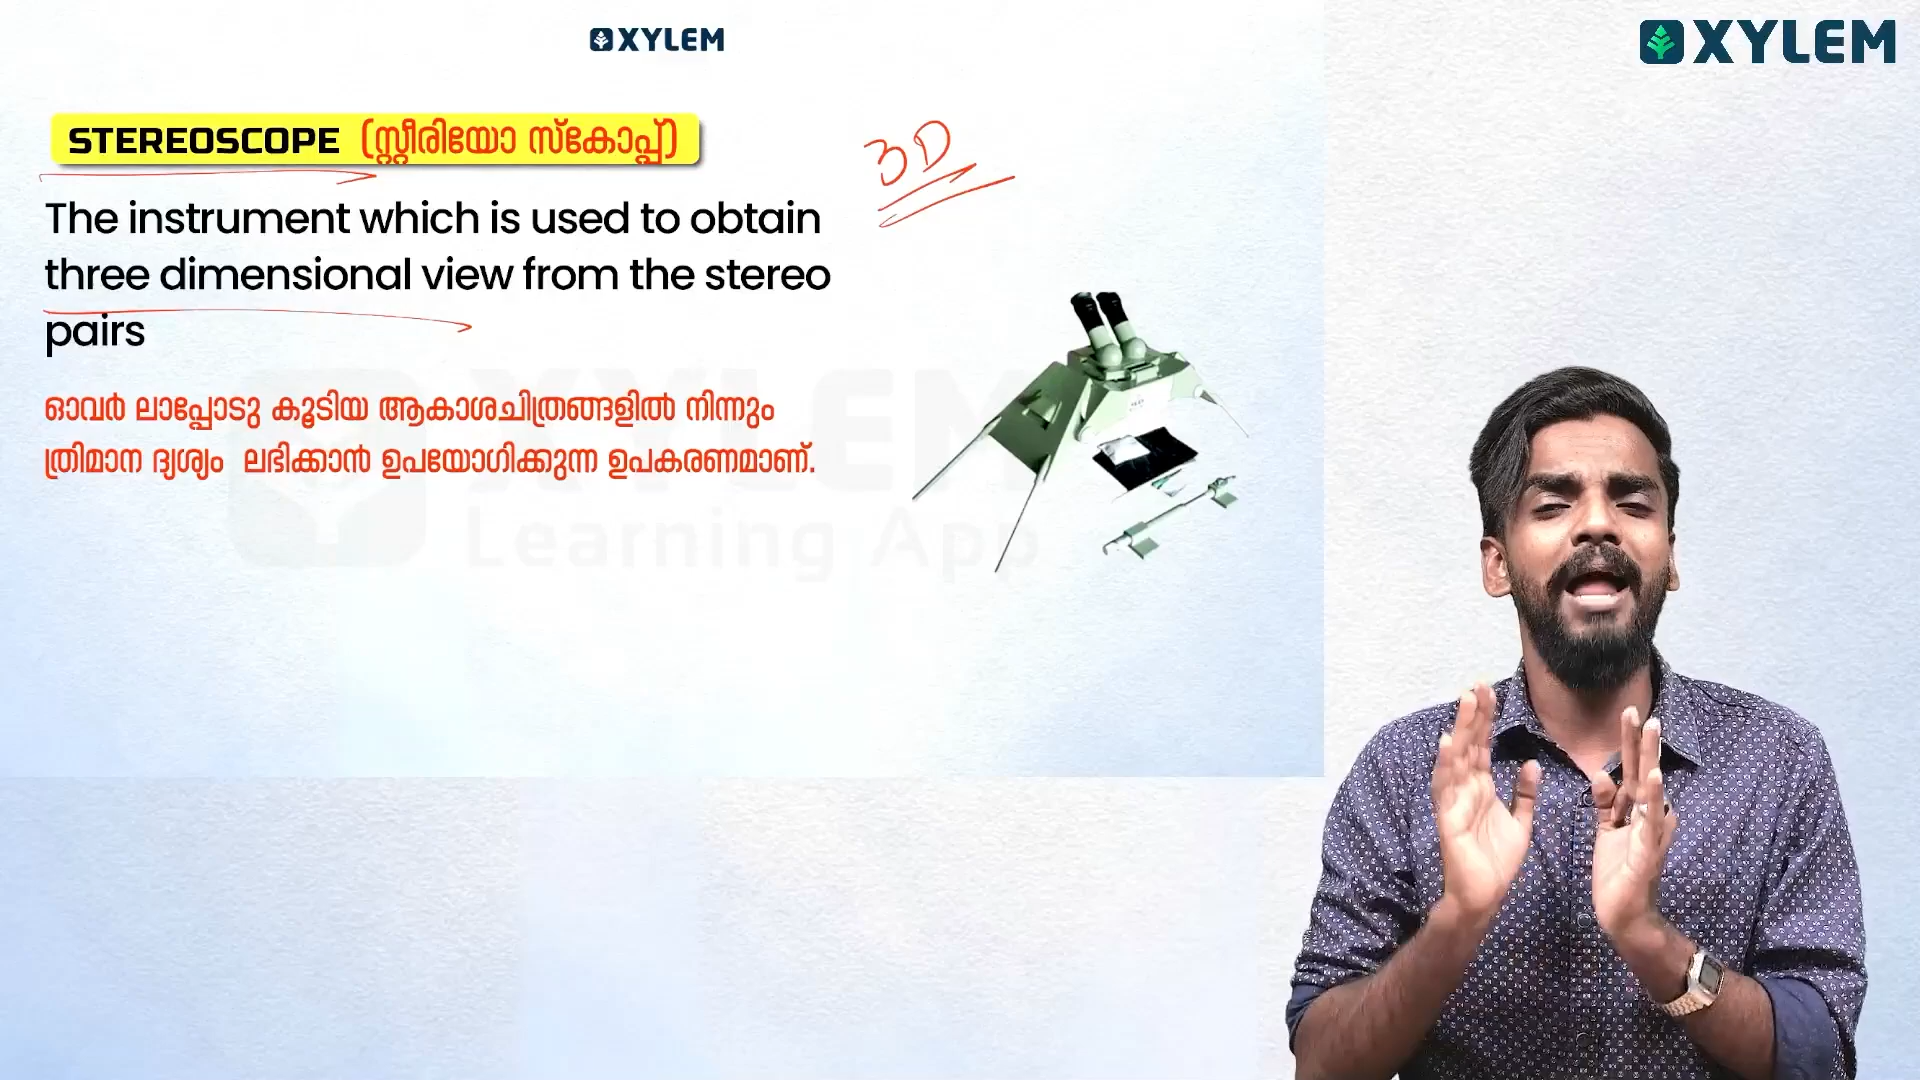 XYLEM
XYLEM
STEREOSCOPE (സ്റ്റീരിയോ സ്കോപ്പ്)
3D
The instrument which is used to obtain
three dimensional view from the stereo
pairs
ഓവർ ലാപ്പോടു കൂടിയ ആകാശചിത്രങ്ങളിൽ നിന്നും
ത്രിമാന ദൃശ്യം ലഭിക്കാൻ ഉപയോഗിക്കുന്ന ഉപകരണമാണ്.
XYLEM
Learning App